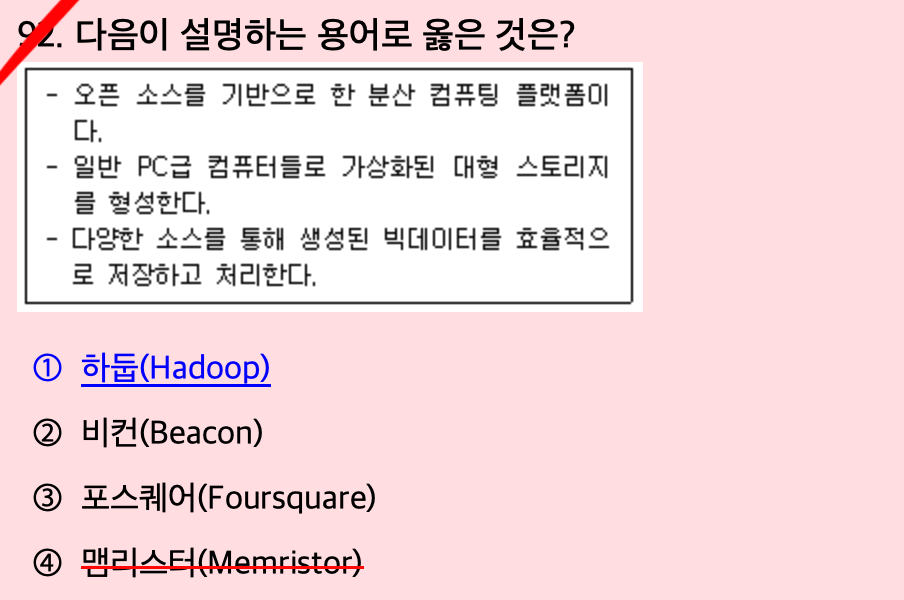 92. 다음이 설명하는 용어로 옳은 것은?
- 오픈 소스를 기반으로 한 분산 컴퓨팅 플랫폼이
다.
- 일반 PC급 컴퓨터들로 가상화된 대형 스토리지
를 형성한다.
- 다양한 소스를 통해 생성된 빅데이터를 효율적으
로 저장하고 처리한다.
① 하둡(Hadoop)
② 비컨(Beacon)
③ 포스퀘어(Foursquare)
④ 맴리스터(Memristor)